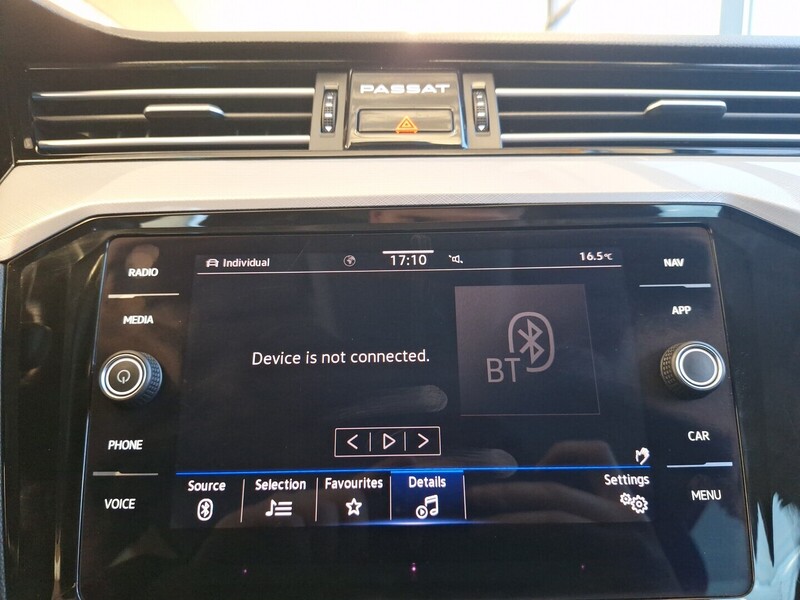 PASSAT
RADIO
MEDIA
PHONE
VOICE
Individual 17:10 16.5°C
Device is not connected.
BT
Source Selection Favourites Details Settings
NAV
APP
CAR
MENU